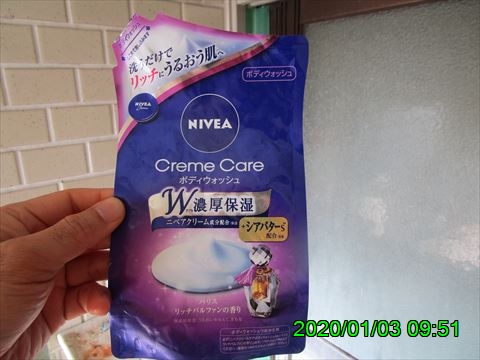 洗うだけで
リッチにうるおう肌へ
ボディウォッシュ
NIVEA
Creme
NIVEA
Creme Care
ボディウォッシュ
W濃厚保湿
ニベアクリーム成分配合
+シアバター
配合
パリス
リッチパルファンの香り
2020/01/03 09:51